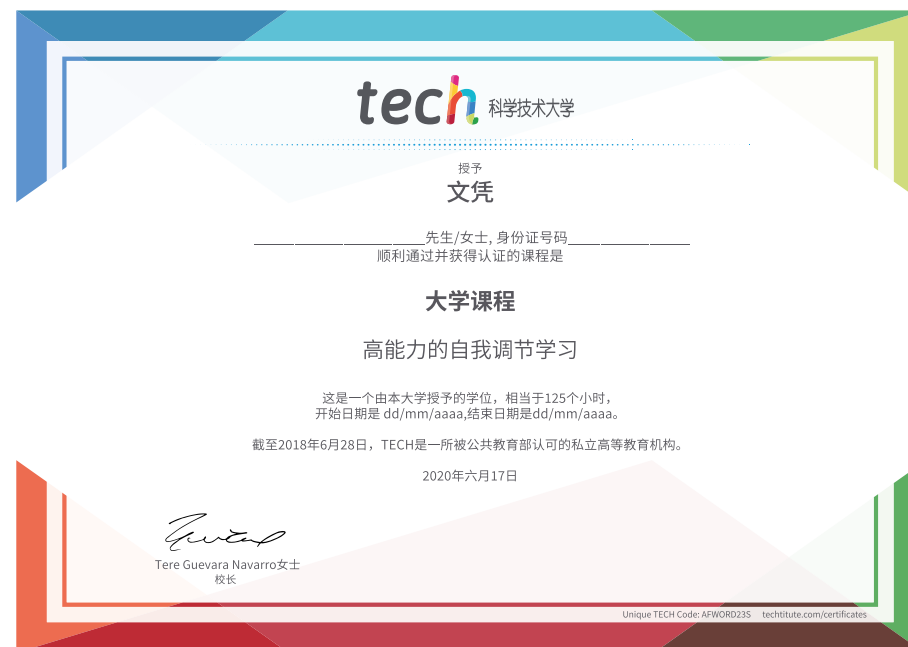 tech 科学技术大学
授予
文凭
先生/女士, 身份证号码
顺利通过并获得认证的课程是
大学课程
高能力的自我调节学习
这是一个由本大学授予的学位，相当于125个小时，
开始日期是 dd/mm/aaaa,结束日期是dd/mm/aaaa。
截至2018年6月28日，TECH是一所被公共教育部认可的私立高等教育机构。
2020年六月17日
Tere Guevara Navarro女士
校长
Unique TECH Code: AFWORD23S techtitute.com/certificates